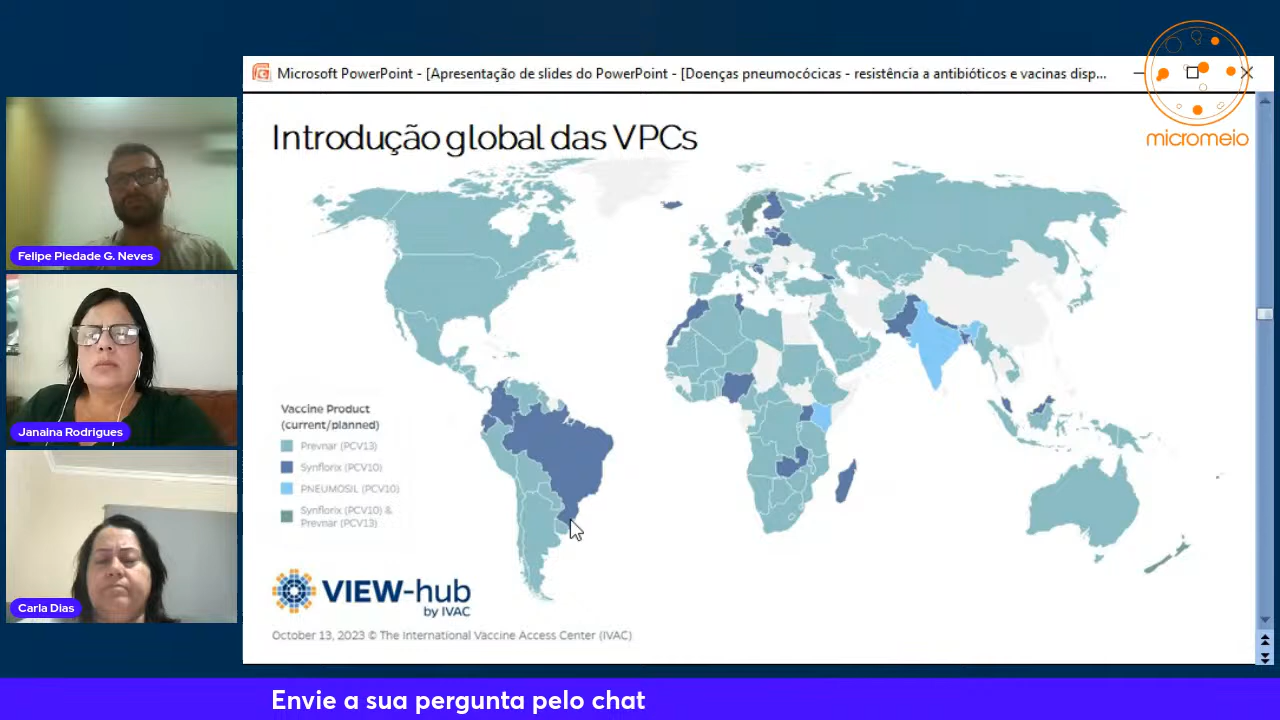 Microsoft PowerPoint - [Apresentação de slides do PowerPoint - [Doenças pneumocócicas - resistência a antibióticos e vacinas disp...
micromeio
Introdução global das VPCs
Felipe Piedade G. Neves
Janaina Rodrigues
Carla Dias
Vaccine Product
(current/planned)
Prevnar (PCV13)
Synflorix (PCV10)
PNEUMOSIL (PCV10)
Synflorix (PCV10) &
Prevnar (PCV13)
VIEW-hub
by IVAC
October 13, 2023 © The International Vaccine Access Center (IVAC)
Envie a sua pergunta pelo chat